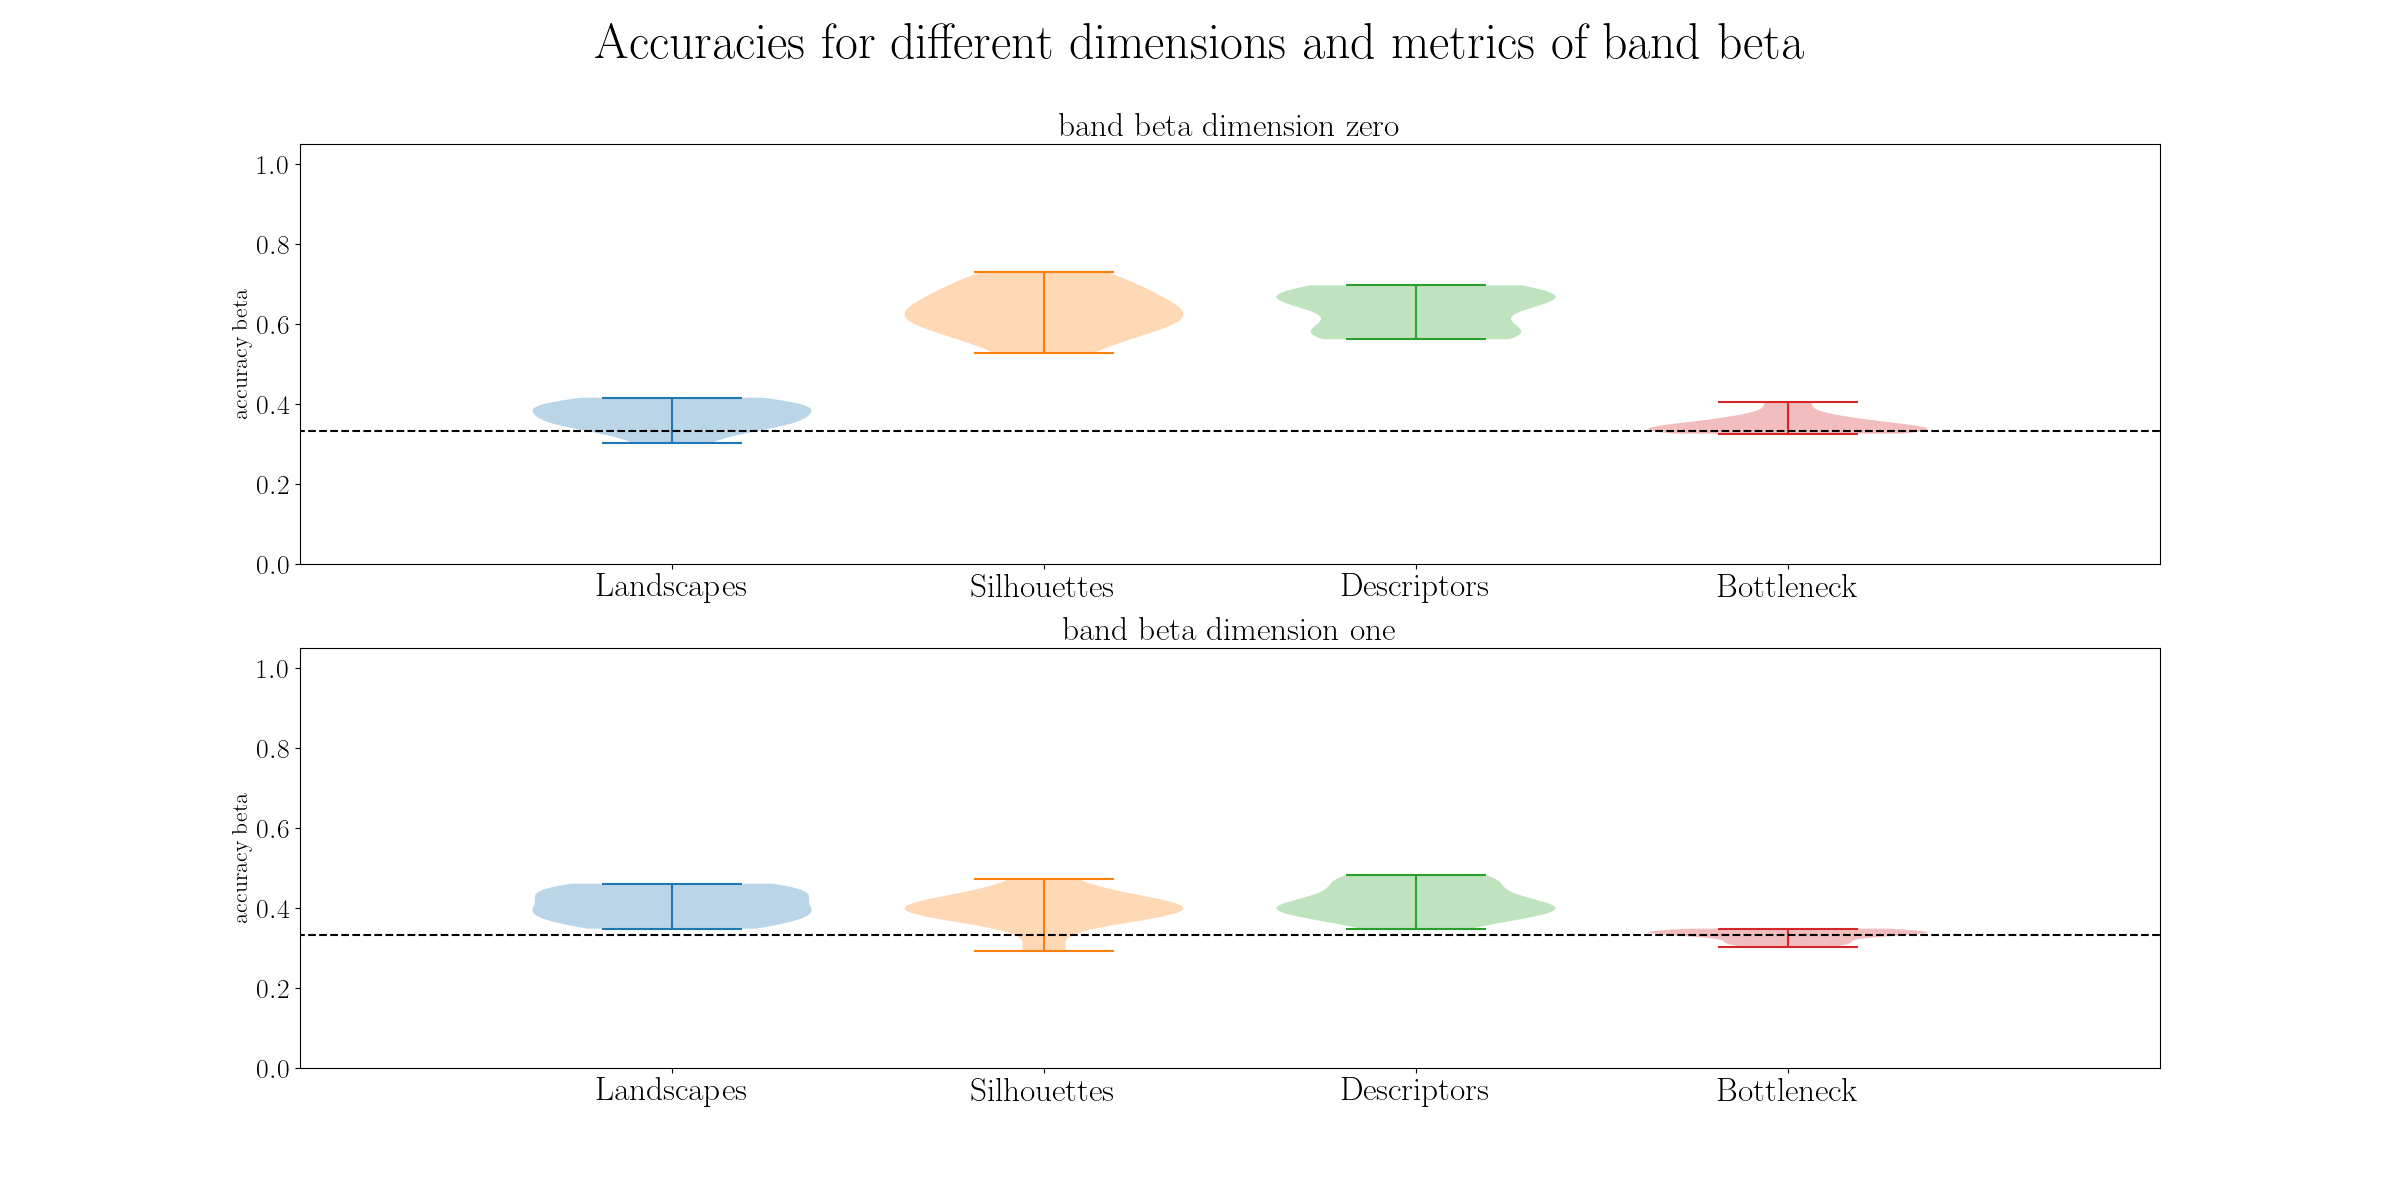 Accuracies for different dimensions and metrics of band beta
band beta dimension zero
1.0
0.8
0.6
0.4
0.2
0.0
accuracy beta
Landscapes Silhouettes Descriptors Bottleneck
band beta dimension one
1.0
0.8
0.6
0.4
0.2
0.0
accuracy beta
Landscapes Silhouettes Descriptors Bottleneck